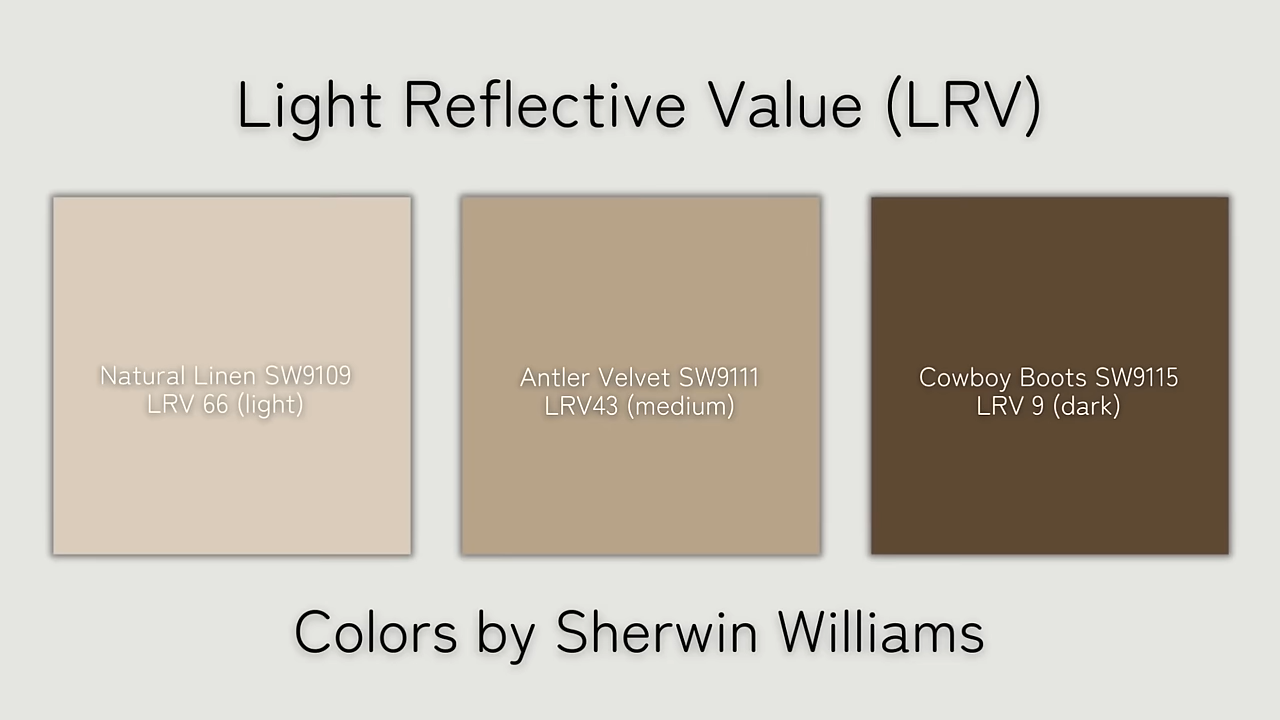 Light Reflective Value (LRV)
Natural Linen SW9109
LRV 66 (light)
Antler Velvet SW9111
LRV43 (medium)
Cowboy Boots SW9115
LRV 9 (dark)
Colors by Sherwin Williams